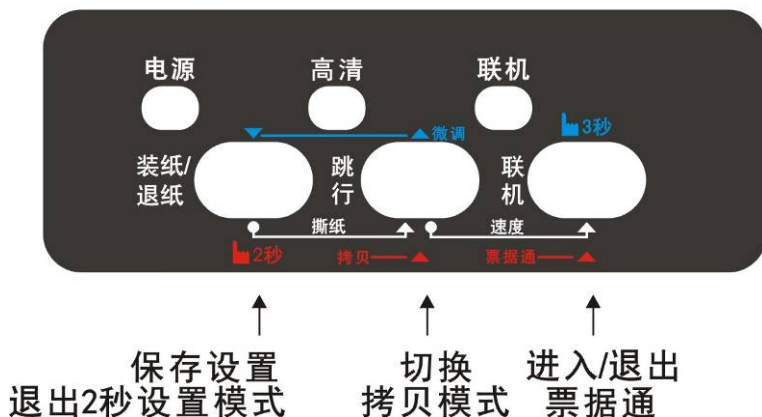 电源 高清 联机
微调 3秒
装纸/ 跳 联
退纸 行 机
撕纸 速度
2秒 拷贝 票据通
保存设置 切换 进入/退出
退出2秒设置模式 拷贝模式 票据通